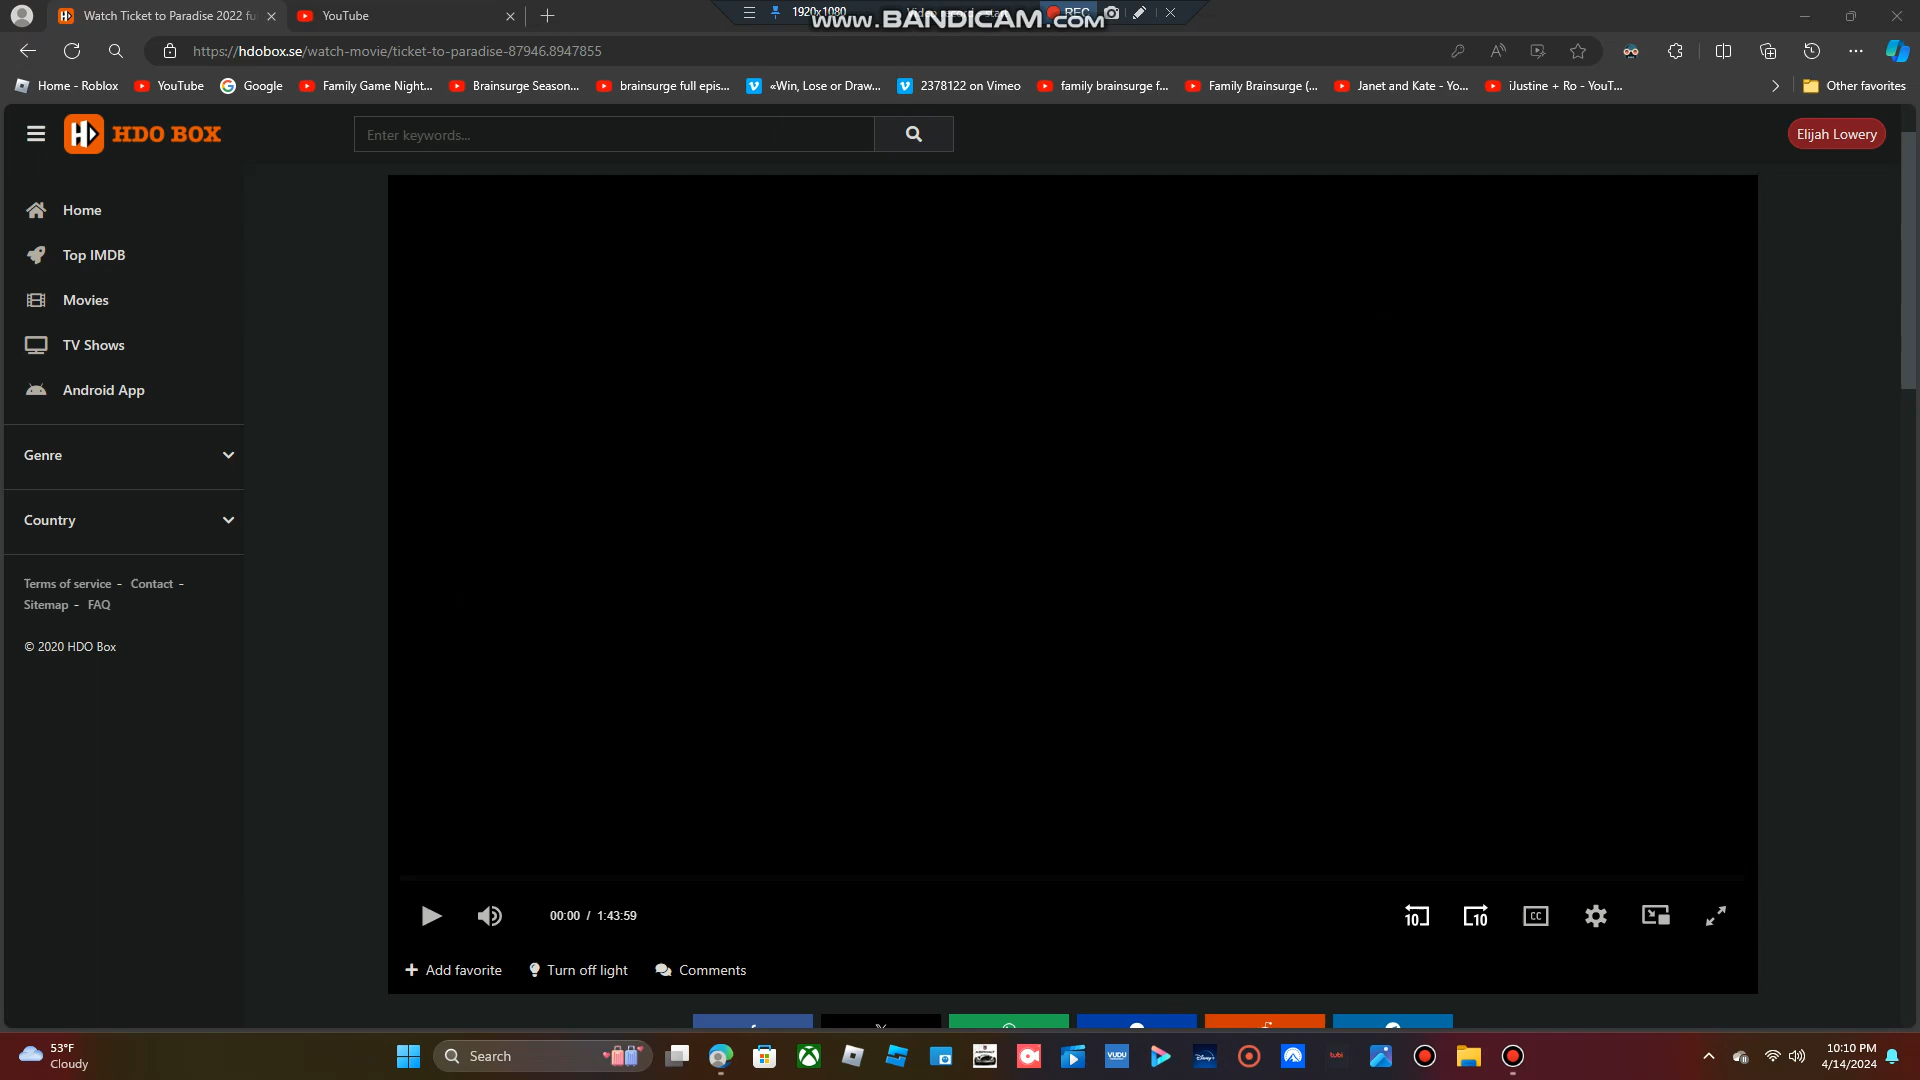 Watch Ticket to Paradise 2022 fu
YouTube
1920x1080
REC
www.BANDICAM.com
https://hdobox.se/watch-movie/ticket-to-paradise-87946.8947855
Home - Roblox
YouTube
Google
Family Game Night...
Brainsurge Season...
brainsurge full epis...
«Win, Lose or Draw...
2378122 on Vimeo
family brainsurge f...
Family Brainsurge (...
Janet and Kate - Yo...
iJustine + Ro - YouT...
Other favorites
HDO BOX
Enter keywords...
Elijah Lowery
Home
Top IMDB
Movies
TV Shows
Android App
Genre
Country
Terms of service - Contact -
Sitemap - FAQ
© 2020 HDO Box
00:00 / 1:43:59
10
10
CC
Add favorite
Turn off light
Comments
53°F
Cloudy
Search
VUDU
Disney+
tubi
10:10 PM
4/14/2024